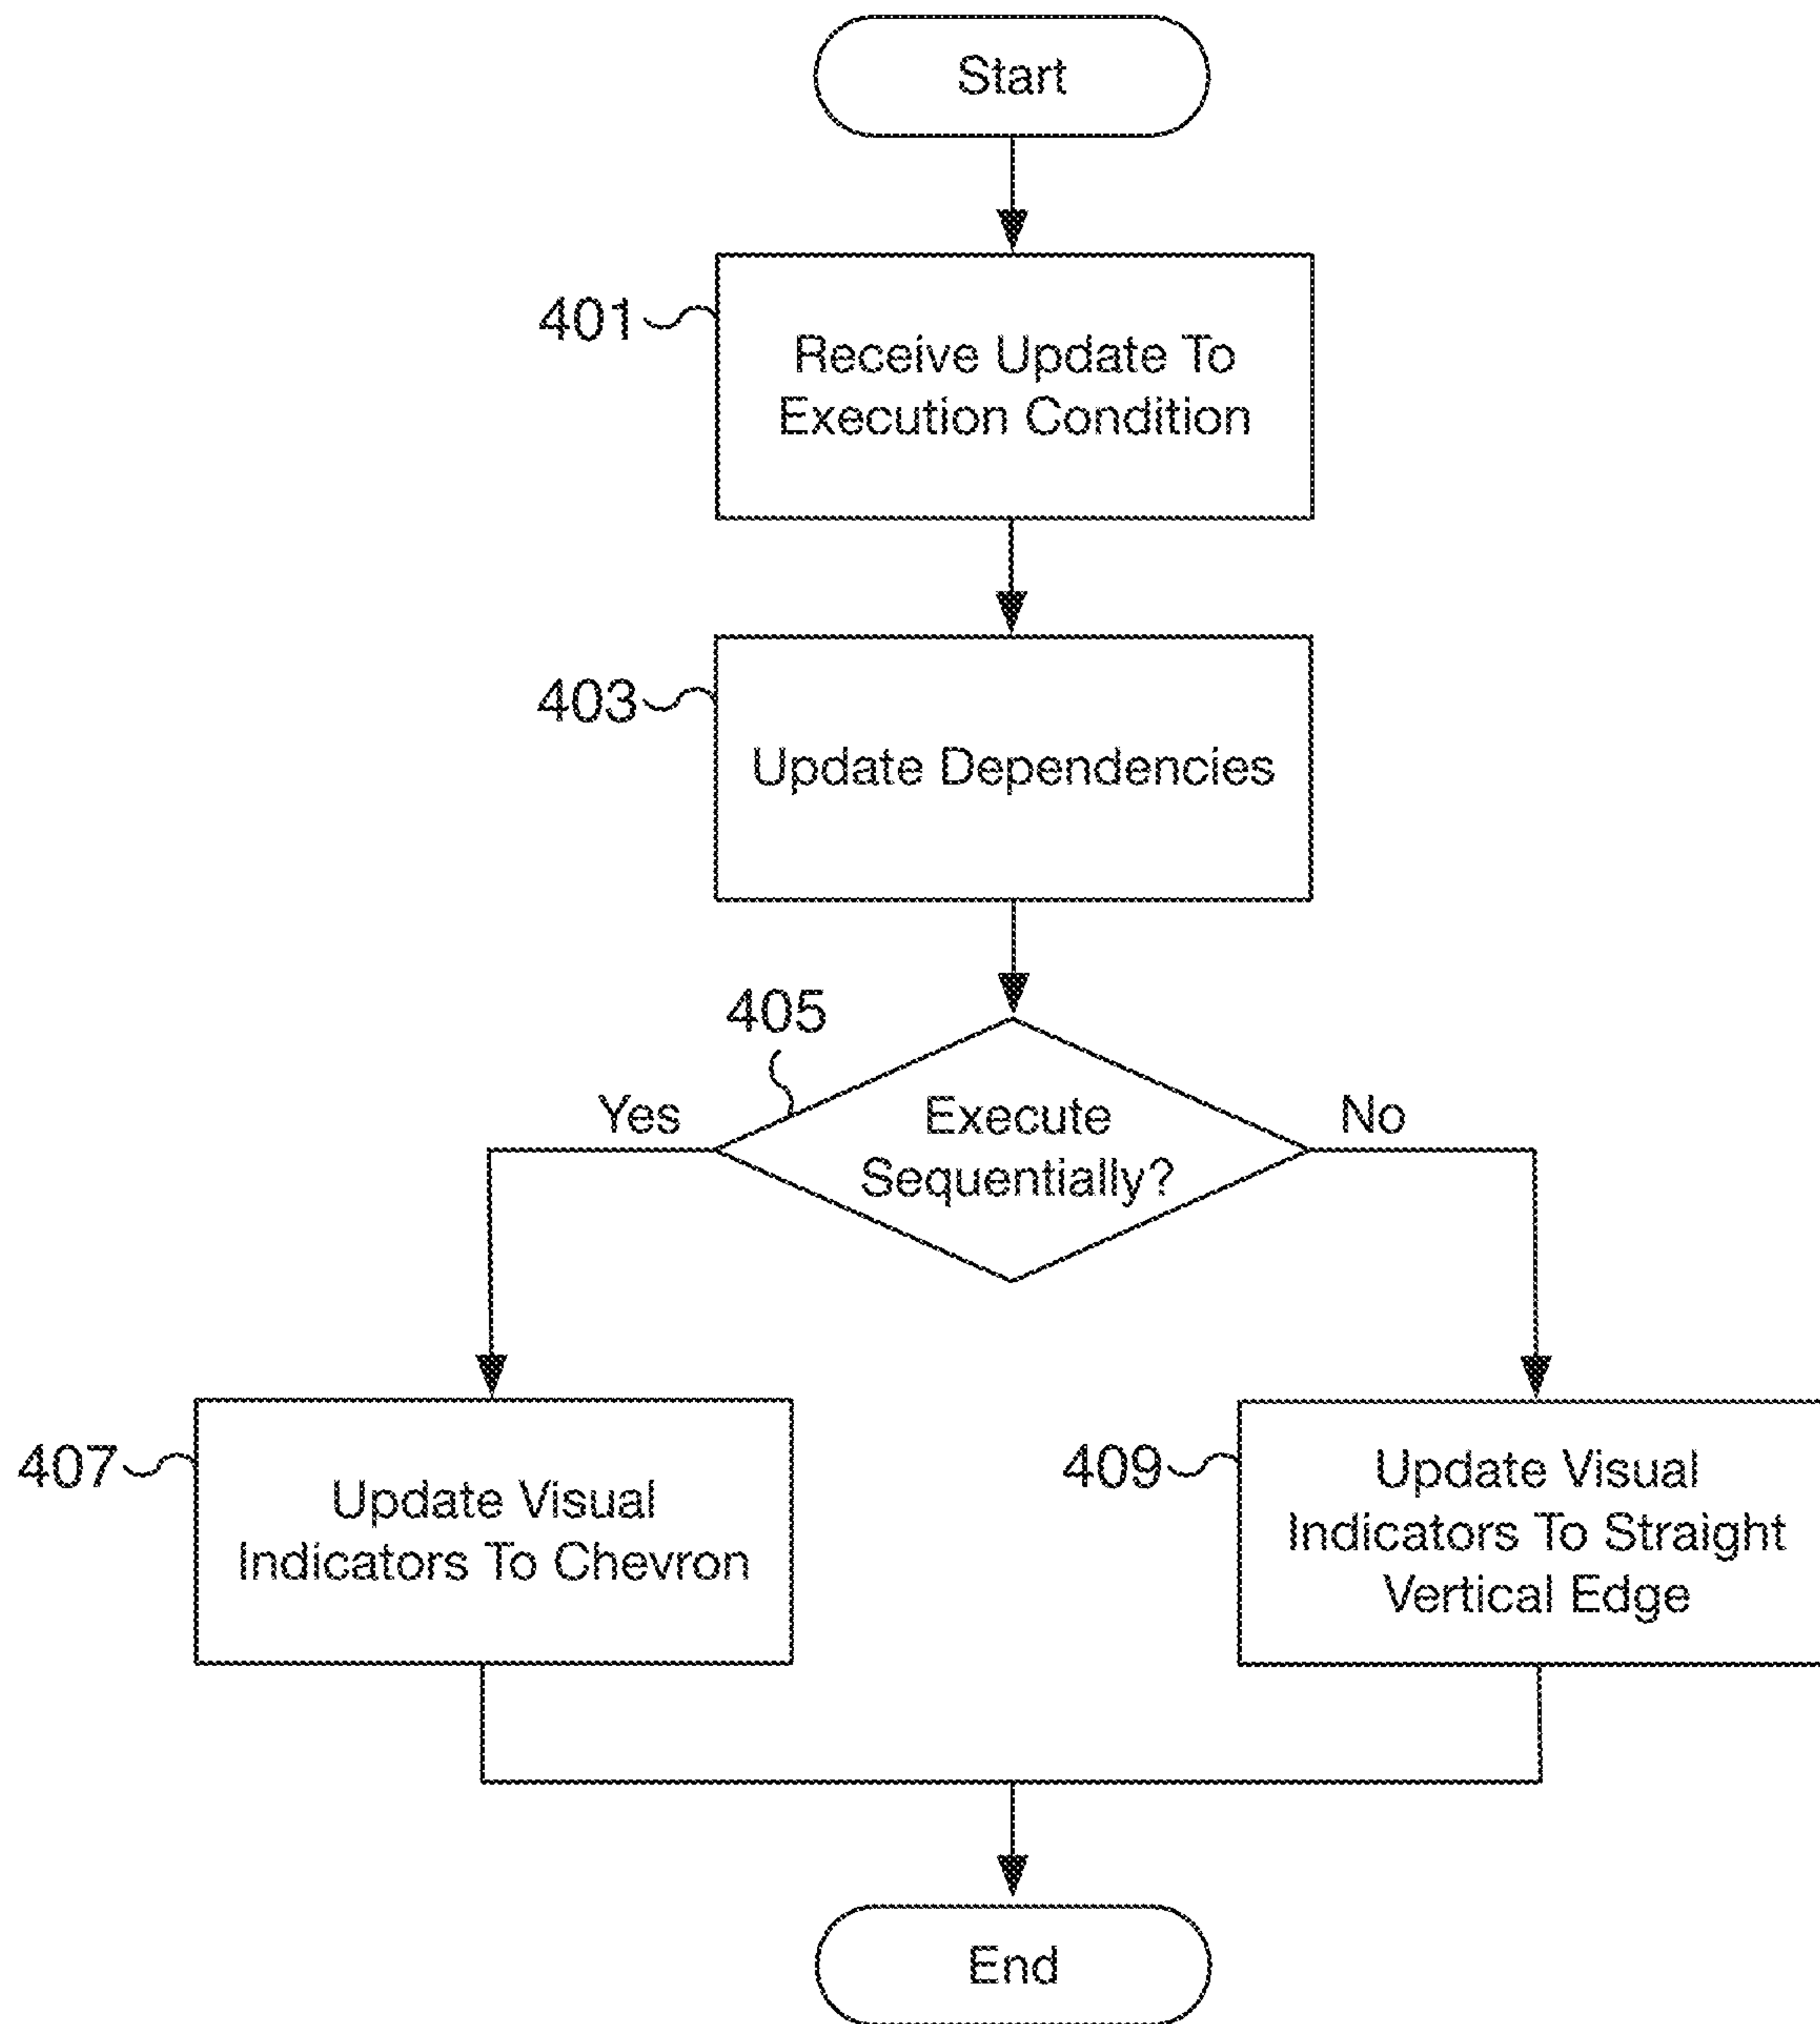 Start
401
Receive Update To
Execution Condition
403
Update Dependencies
405
Yes
Execute
Sequentially?
No
407
Update Visual
Indicators To Chevron
409
Update Visual
Indicators To Straight
Vertical Edge
End